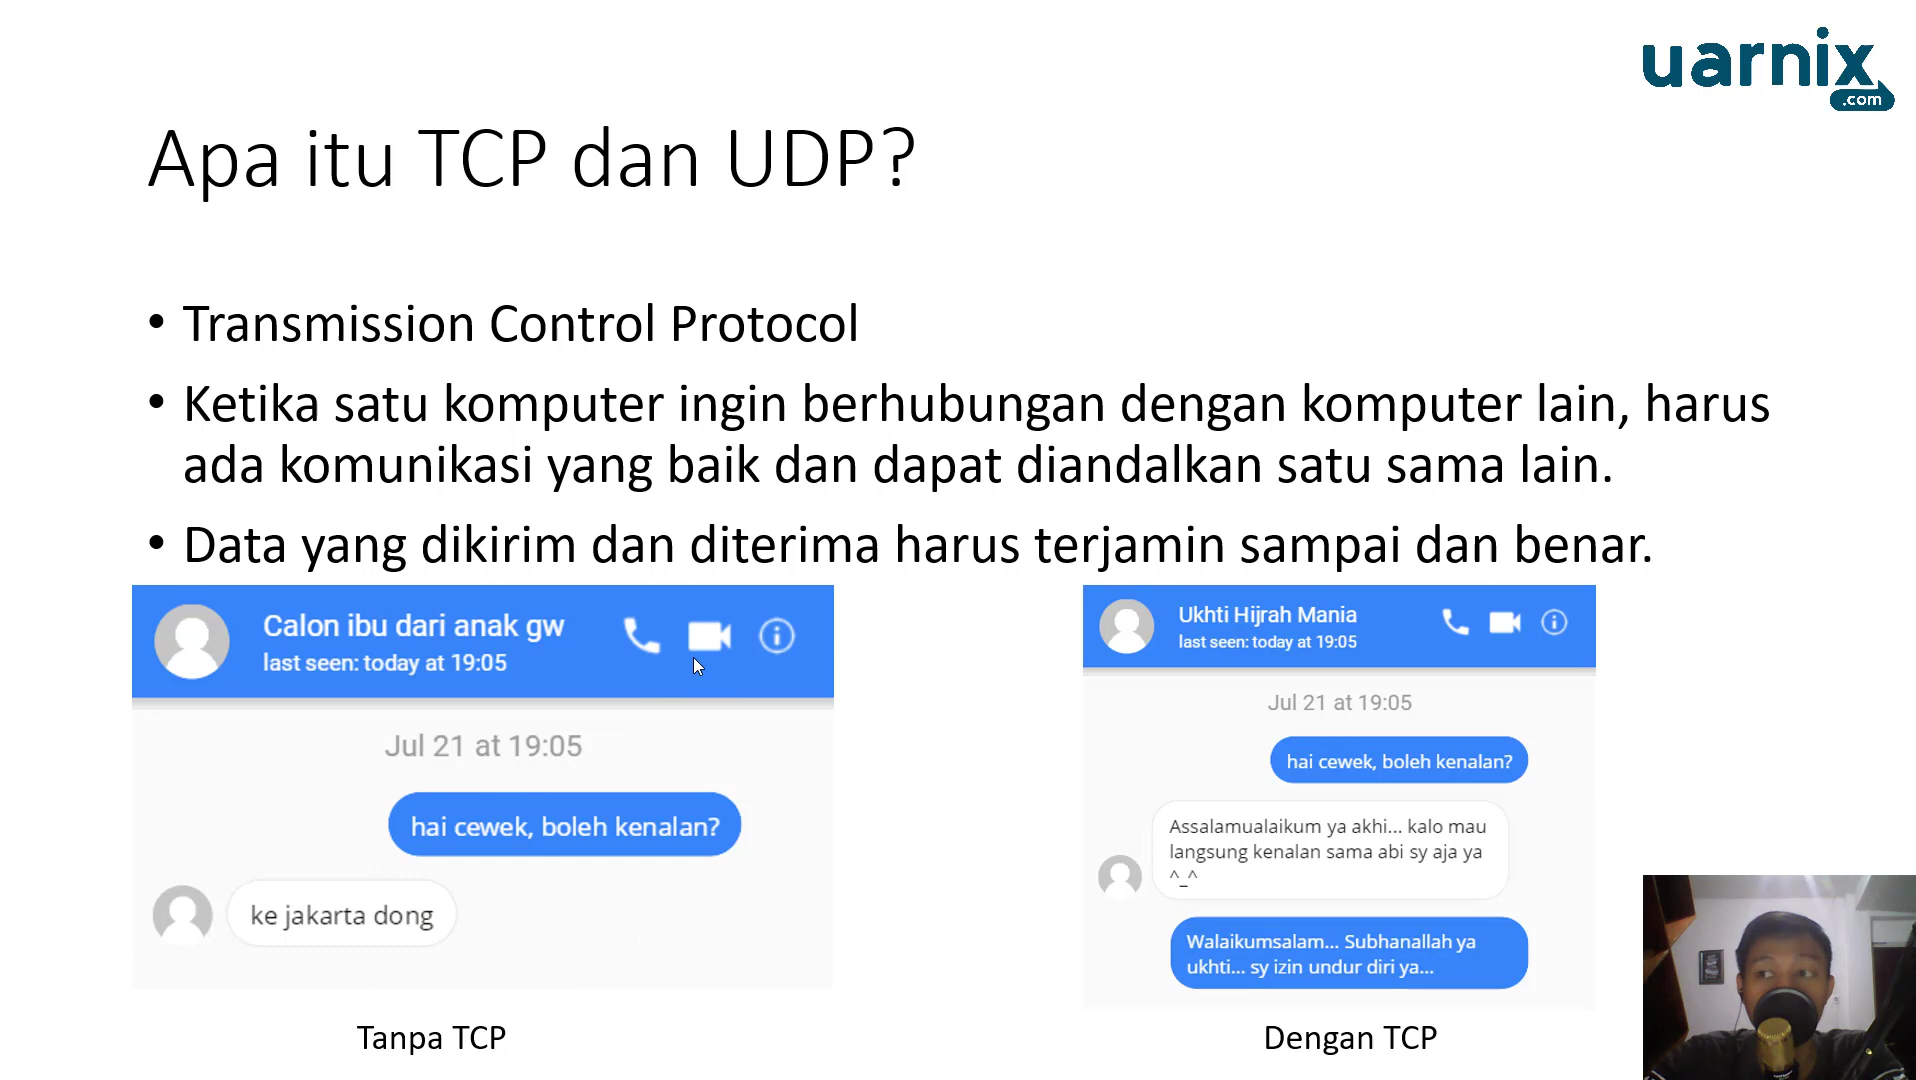 uarnix
.com
Apa itu TCP dan UDP?
• Transmission Control Protocol
• Ketika satu komputer ingin berhubungan dengan komputer lain, harus
ada komunikasi yang baik dan dapat diandalkan satu sama lain.
• Data yang dikirim dan diterima harus terjamin sampai dan benar.
Calon ibu dari anak gw
last seen: today at 19:05
Jul 21 at 19:05
hai cewek, boleh kenalan?
ke jakarta dong
Tanpa TCP
Ukhti Hijrah Mania
last seen: today at 19:05
Jul 21 at 19:05
hai cewek, boleh kenalan?
Assalamualaikum ya akhi... kalo mau
langsung kenalan sama abi sy aja ya
^_^
Walaikumsalam... Subhanallah ya
ukhti... sy izin undur diri ya...
Dengan TCP